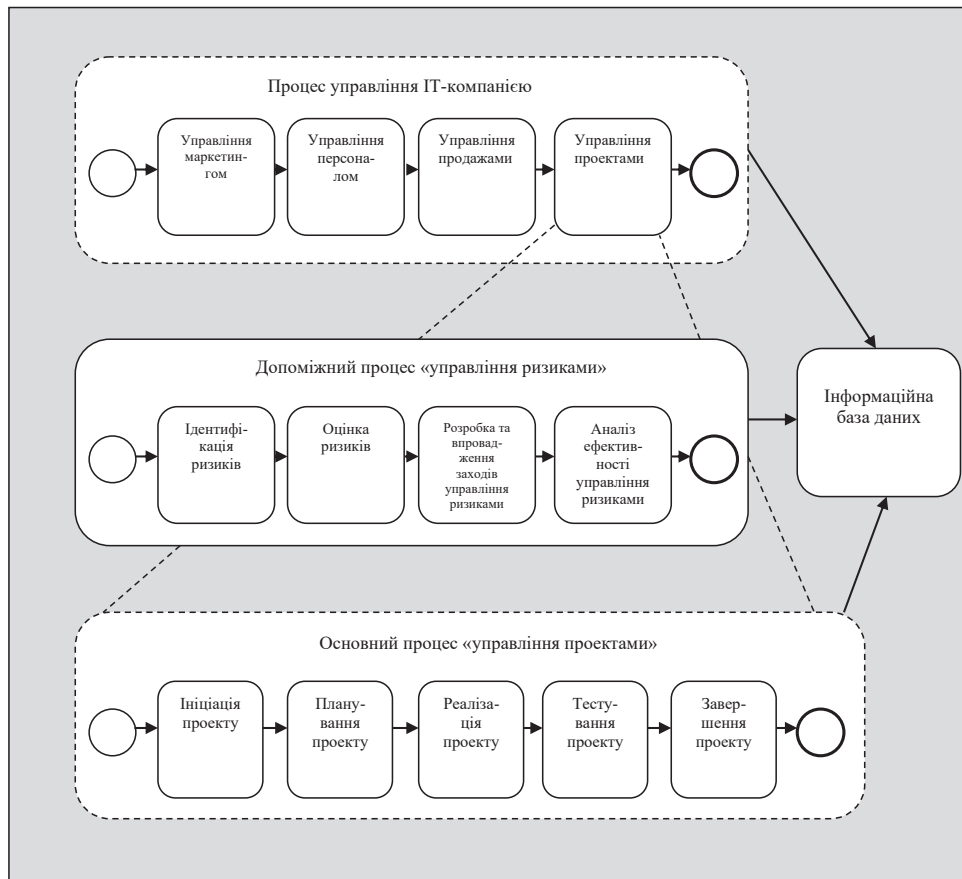 Процес управління ІТ-компанією
Управління
маркетин-
гом
Управління
персона-
лом
Управління
продажами
Управління
проектами
Допоміжний процес «управління ризиками»
Ідентифі-
кація
ризиків
Оцінка
ризиків
Розробка та
впровад-
ження
заходів
управління
ризиками
Аналіз
ефектив-
ності
управління
ризиками
Інформаційна
база даних
Основний процес «управління проектами»
Ініціація
проекту
Плану-
вання
проекту
Реаліза-
ція
проекту
Тесту-
вання
проекту
Завер-
шення
проекту